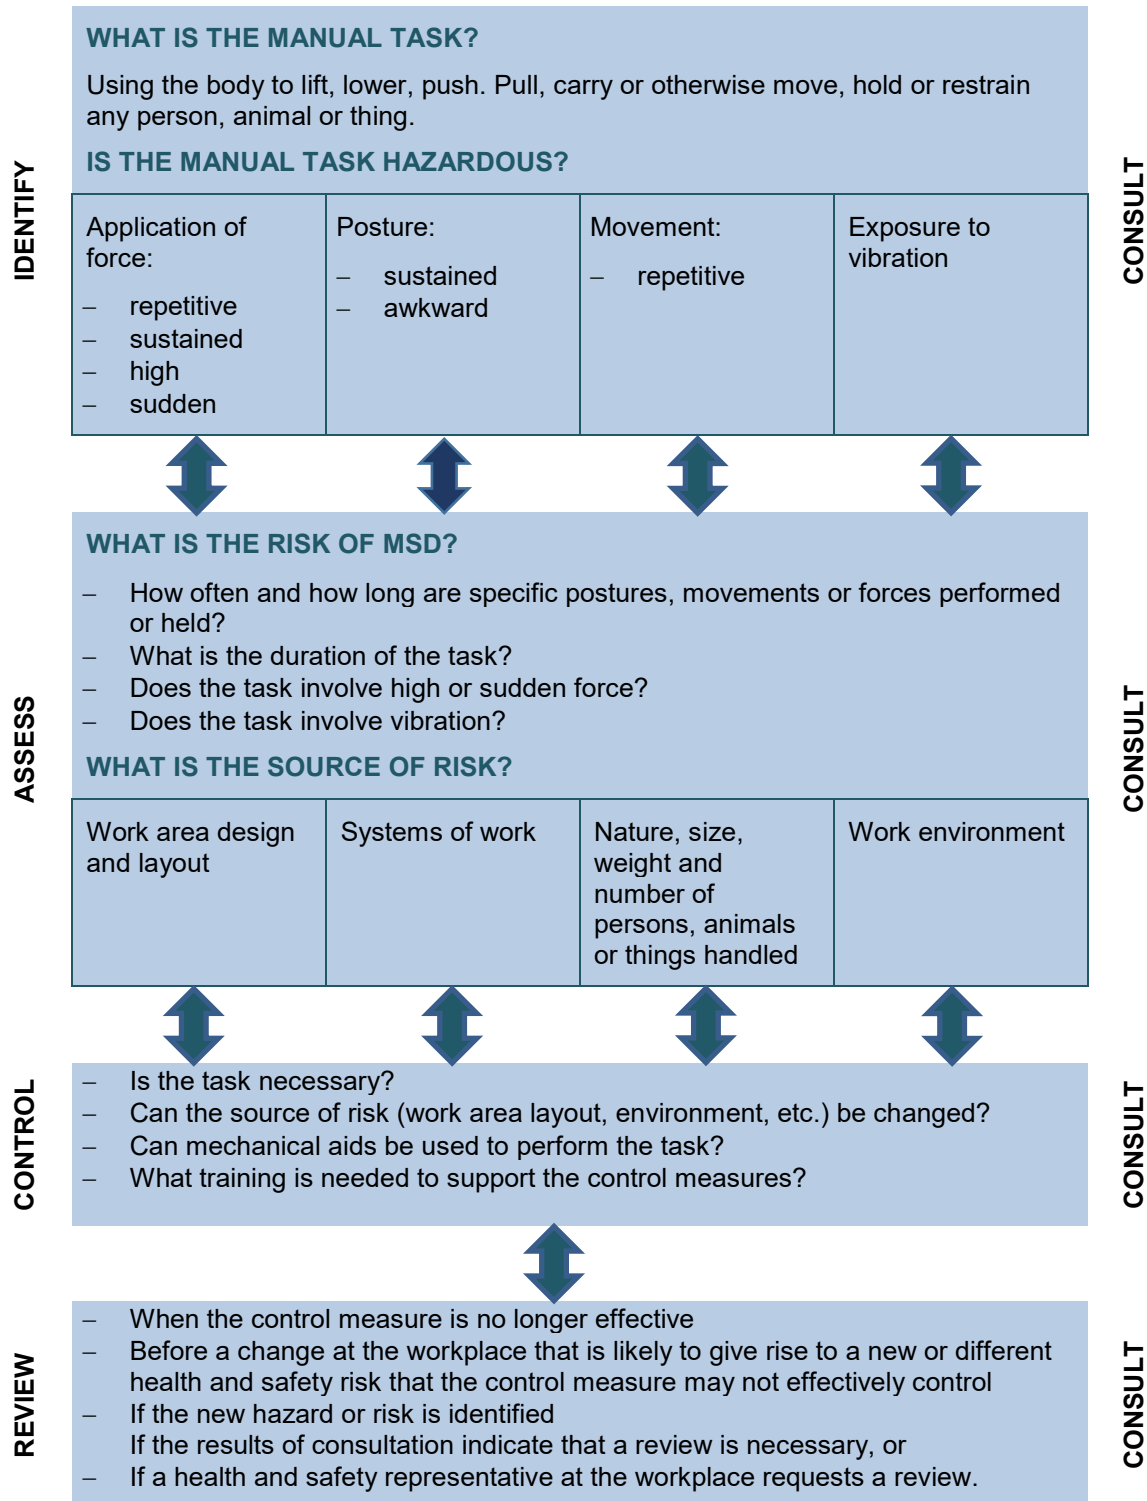 WHAT IS THE MANUAL TASK?
Using the body to lift, lower, push. Pull, carry or otherwise move, hold or restrain
any person, animal or thing.
IS THE MANUAL TASK HAZARDOUS?
IDENTIFY
CONSULT
Application of
force:
– repetitive
– sustained
– high
– sudden
Posture:
– sustained
– awkward
Movement:
– repetitive
Exposure to
vibration
WHAT IS THE RISK OF MSD?
– How often and how long are specific postures, movements or forces performed
or held?
– What is the duration of the task?
– Does the task involve high or sudden force?
– Does the task involve vibration?
WHAT IS THE SOURCE OF RISK?
ASSESS
CONSULT
Work area design
and layout
Systems of work
Nature, size,
weight and
number of
persons, animals
or things handled
Work environment
CONTROL
– Is the task necessary?
– Can the source of risk (work area layout, environment, etc.) be changed?
– Can mechanical aids be used to perform the task?
– What training is needed to support the control measures?
CONSULT
REVIEW
– When the control measure is no longer effective
– Before a change at the workplace that is likely to give rise to a new or different
health and safety risk that the control measure may not effectively control
– If the new hazard or risk is identified
If the results of consultation indicate that a review is necessary, or
– If a health and safety representative at the workplace requests a review.
CONSULT